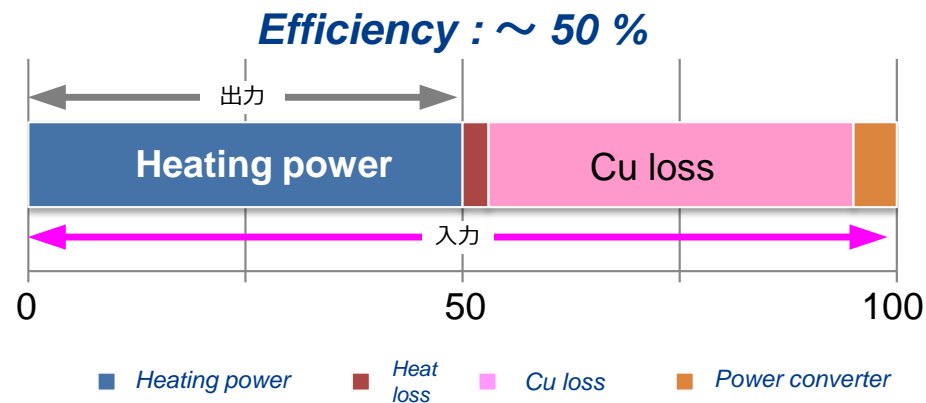 Efficiency : ～ 50 %
出力
Heating power
Cu loss
入力
0
50
100
Heating power
Heat
loss
Cu loss
Power converter